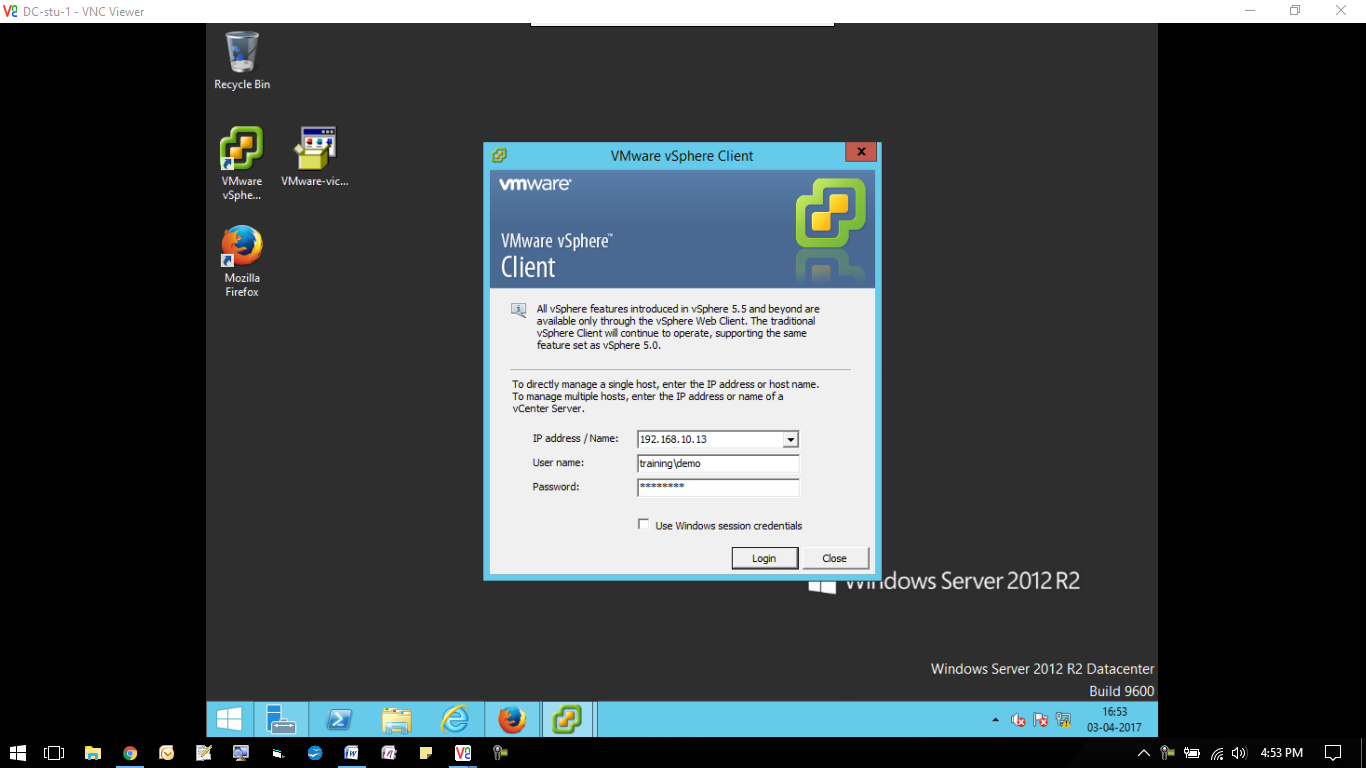 DC-stu-1 - VNC Viewer
Recycle Bin
VMware
vSphe...
VMware-vic...
Mozilla
Firefox
VMware vSphere Client
vmware®
VMware vSphere™
Client
All vSphere features introduced in vSphere 5.5 and beyond are
available only through the vSphere Web Client. The traditional
vSphere Client will continue to operate, supporting the same
feature set as vSphere 5.0.
To directly manage a single host, enter the IP address or host name.
To manage multiple hosts, enter the IP address or name of a
vCenter Server.
IP address / Name: 192.168.10.13
User name: training\demo
Password: ********
Use Windows session credentials
Login Close
Windows Server 2012 R2
Windows Server 2012 R2 Datacenter
Build 9600
16:53
03-04-2017
4:53 PM